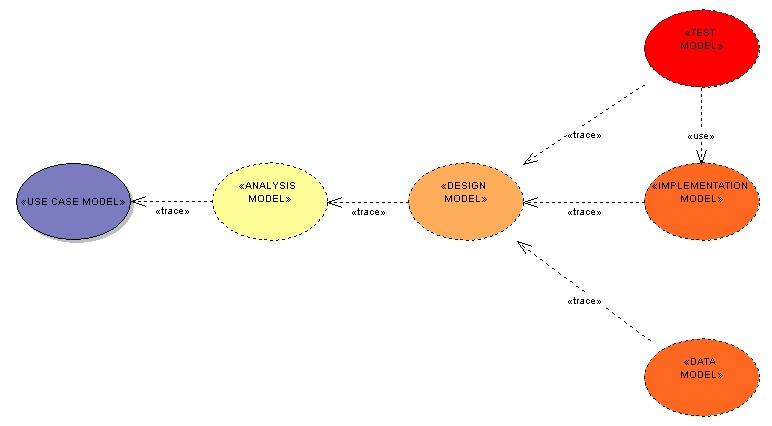 «TEST
MODEL»
«trace»
«use»
«USE CASE MODEL»
«trace»
«ANALYSIS
MODEL»
«trace»
«DESIGN
MODEL»
«trace»
«IMPLEMENTATION
MODEL»
«trace»
«DATA
MODEL»